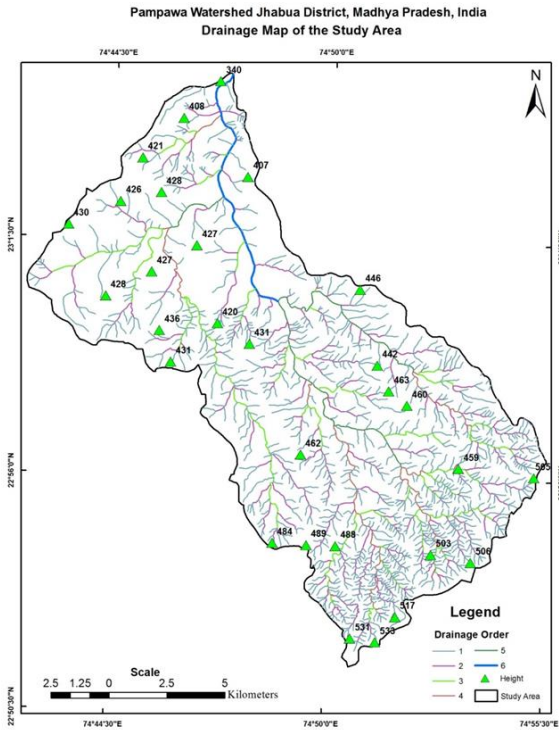 Pampawa Watershed Jhabua District, Madhya Pradesh, India
Drainage Map of the Study Area
74°44'30"E 74°50'0"E
340
N
408
421
407
428
426
430
23°1'30"N
427
427
446
428
420
436
431
431
442
463
460
462
459
22°56'0"N
505
484
489
488
503
506
517
531
533
Legend
Drainage Order
1 5
2 6
3 Height
4 Study Area
Scale
2.5 1.25 0 2.5 5
Kilometers
22°50'30"N
74°44'30"E 74°50'0"E 74°55'30"E